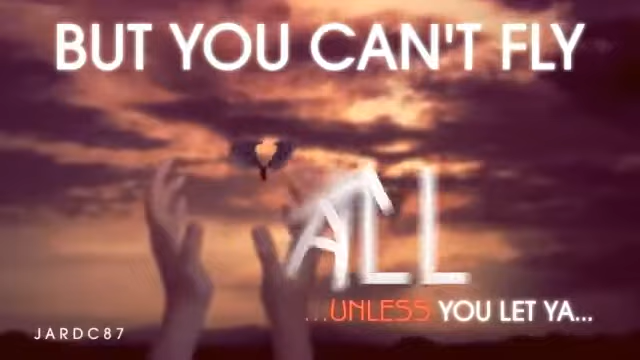 BUT YOU CAN'T FLY
ALL
...UNLESS YOU LET YA...
JARDC87